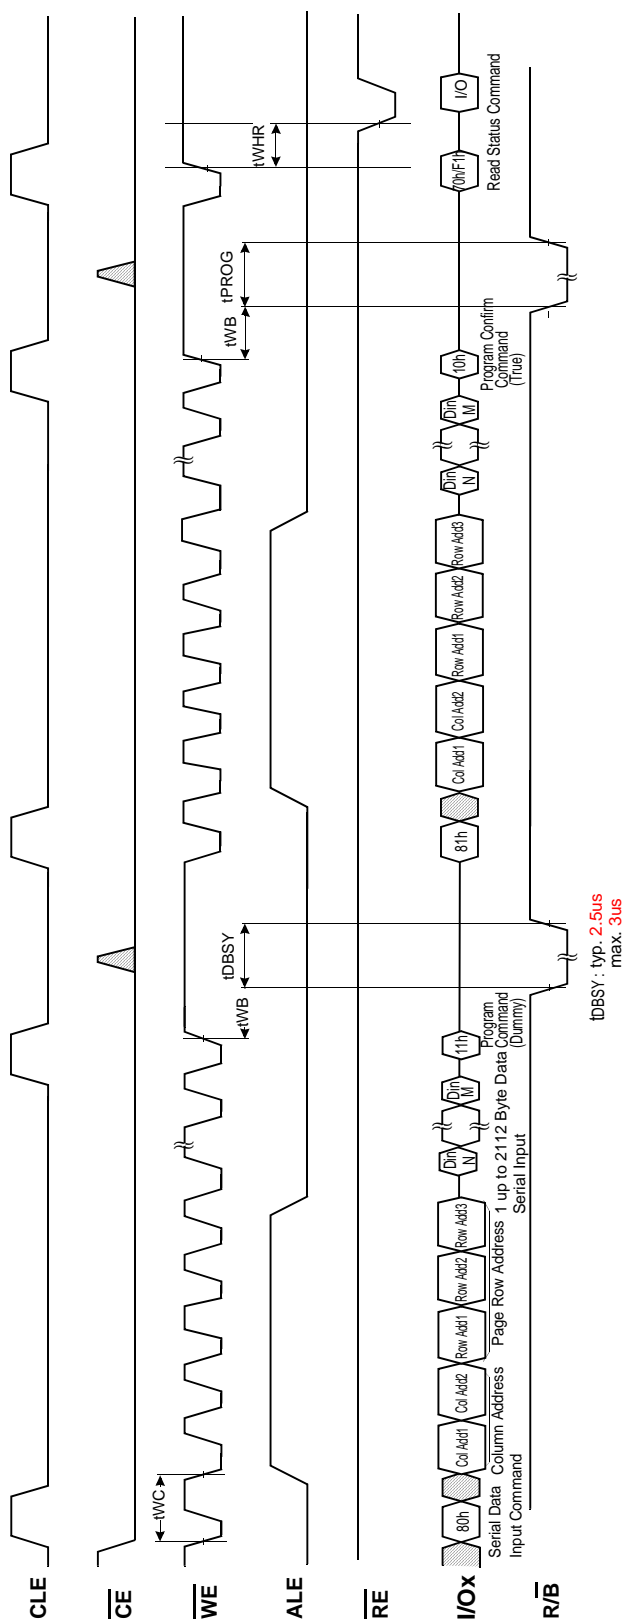 CLE
CE
WE
tWC
tWB
tDBSY
tWB
tPROG
tWHR
ALE
RE
I/Ox
80h
Col Add1
Col Add2
Row Add1
Row Add2
Row Add3
Din
N
Din
M
11h
81h
Col Add1
Col Add2
Row Add1
Row Add2
Row Add3
Din
N
Din
M
10h
70h/F1h
I/O
Serial Data
Input Command
Column Address
Page Row Address
1 up to 2112 Byte Data
Serial Input
Program
Command
(Dummy)
Program Confirm
Command
(True)
Read Status Command
R/B
tDBSY : typ. 2.5us
max. 3us